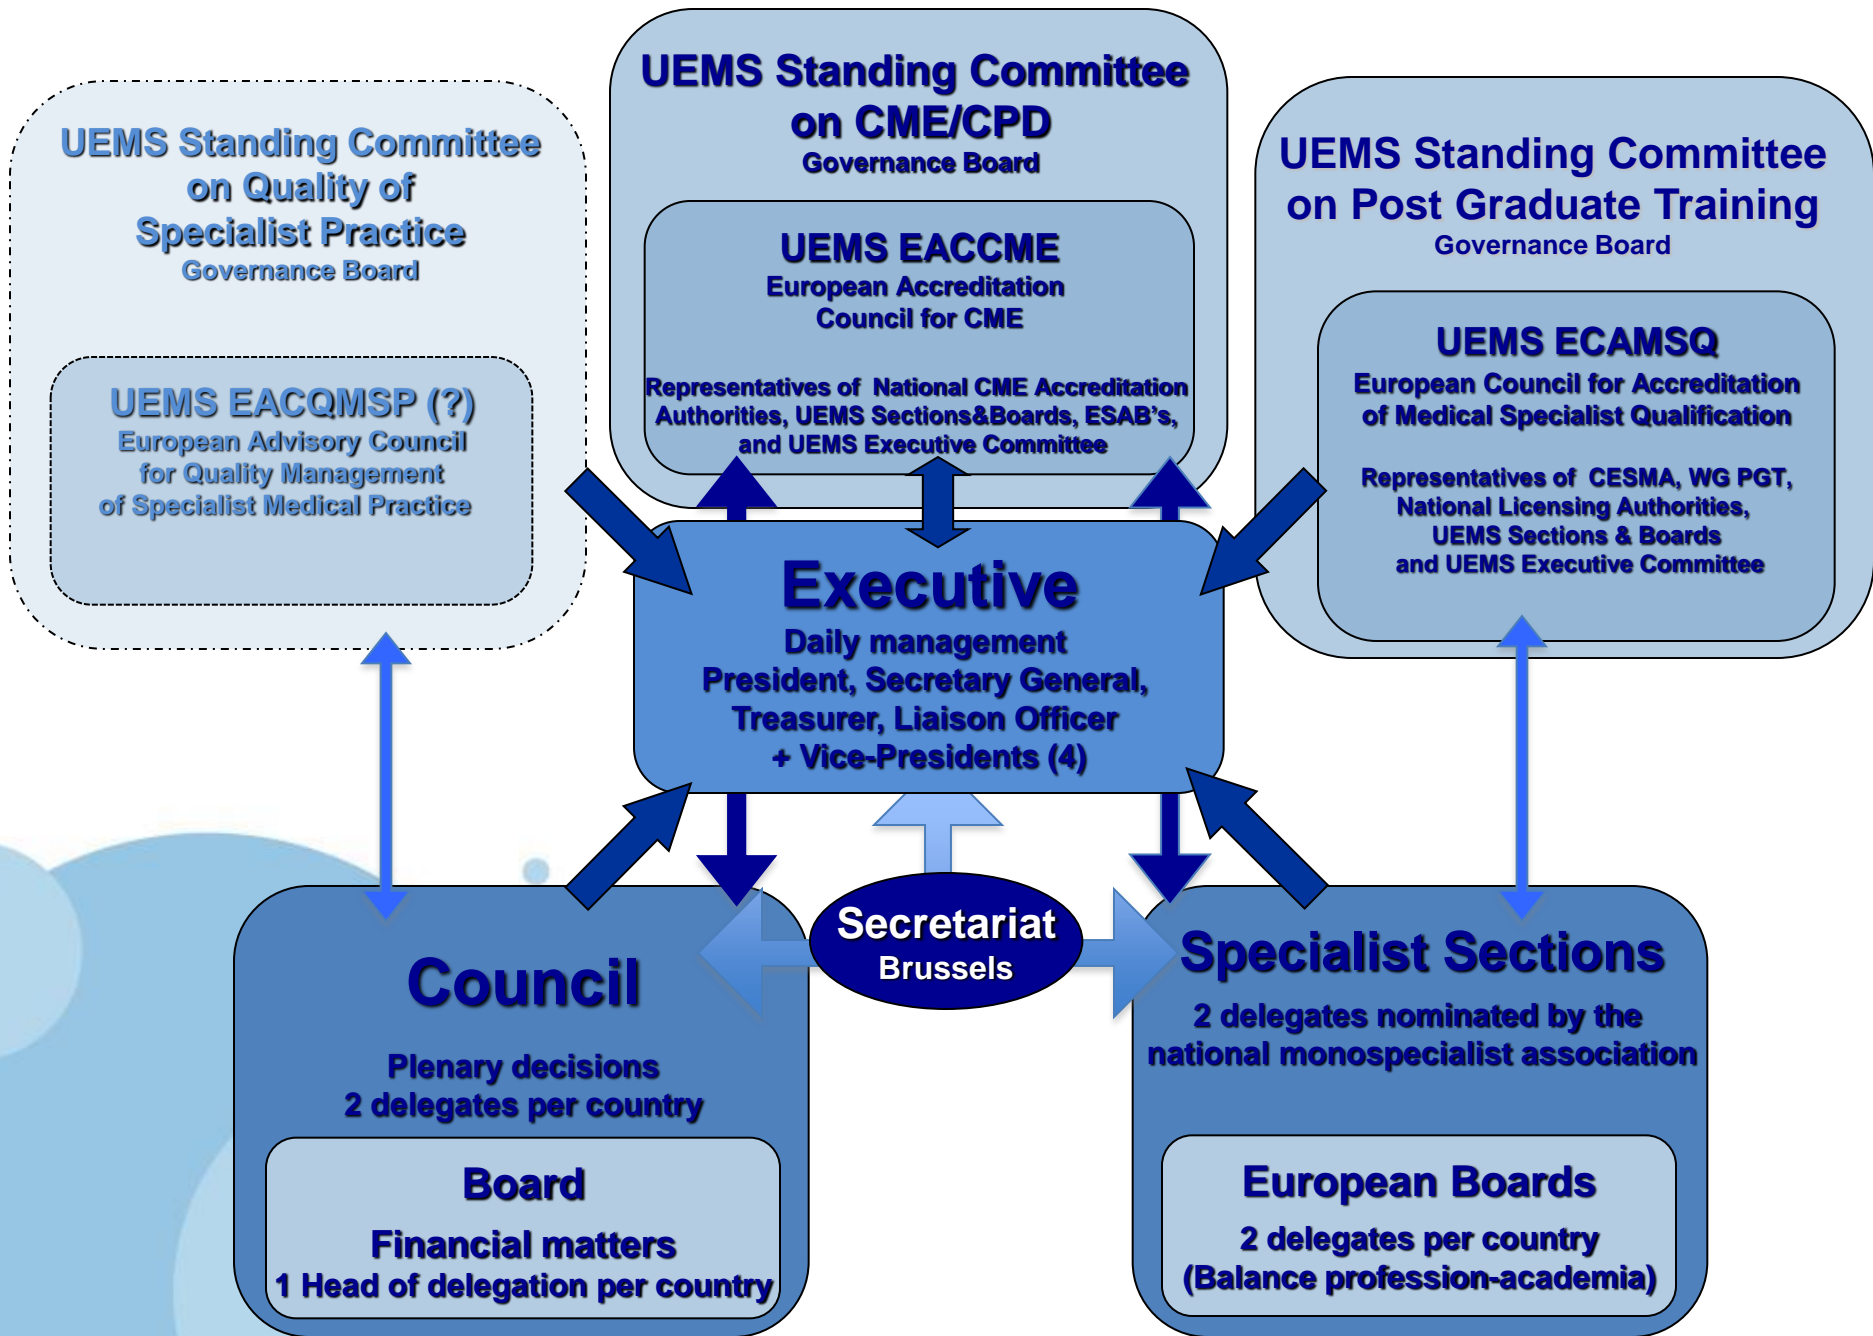 UEMS Standing Committee
on Quality of
Specialist Practice
Governance Board
UEMS EACQMSP (?)
European Advisory Council
for Quality Management
of Specialist Medical Practice
UEMS Standing Committee
on CME/CPD
Governance Board
UEMS EACCME
European Accreditation
Council for CME
Representatives of National CME Accreditation
Authorities, UEMS Sections&Boards, ESAB's,
and UEMS Executive Committee
UEMS Standing Committee
on Post Graduate Training
Governance Board
UEMS ECAMSQ
European Council for Accreditation
of Medical Specialist Qualification
Representatives of CESMA, WG PGT,
National Licensing Authorities,
UEMS Sections & Boards
and UEMS Executive Committee
Executive
Daily management
President, Secretary General,
Treasurer, Liaison Officer
+ Vice-Presidents (4)
Secretariat
Brussels
Council
Plenary decisions
2 delegates per country
Board
Financial matters
1 Head of delegation per country
Specialist Sections
2 delegates nominated by the
national monospecialist association
European Boards
2 delegates per country
(Balance profession-academia)